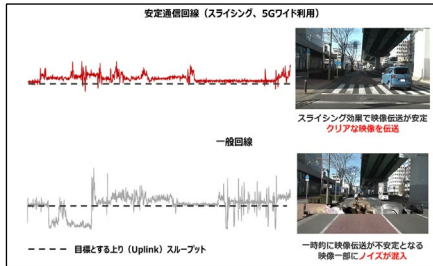 安定通信回線（スライシング、5Gワイド利用）
スライシング効果で映像伝送が安定
クリアな映像を伝送
一般回線
目標とする上り（Uplink）スループット
一時的に映像伝送が不安定となる
映像一部にノイズが混入